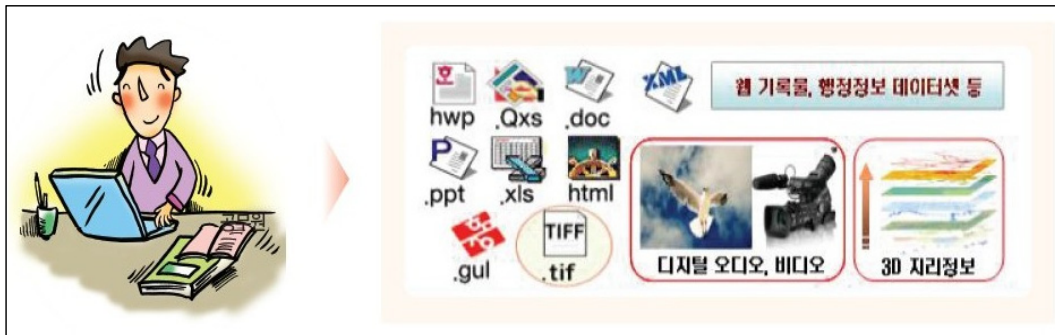 웹 기록물, 행정정보 데이터셋 등
XML
hwp .Qxs .doc
.ppt .xls html
TIFF
.gul .tif
디지털 오디오, 비디오
3D 지리정보